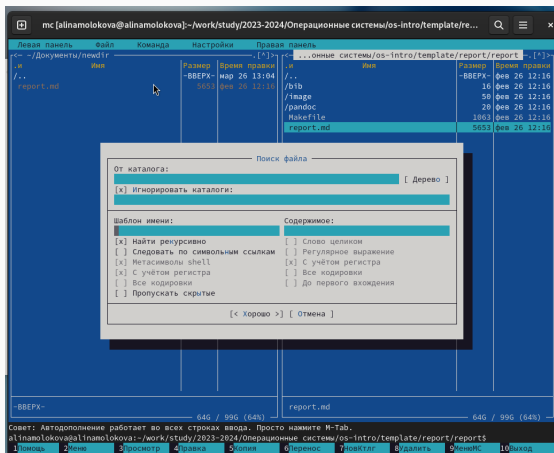 mc [alinamolokova@alinamolokova]:~/work/study/2023-2024/Операционные системы/os-intro/template/re...
Левая панель Файл Команда Настройки Правая панель
<— ~/Документы/newdir .[^]>
.и Имя Размер Время правки
/.. -ВВЕРХ- мар 26 13:04
report.md 5653 фев 26 12:16
-ВВЕРХ-
64G / 99G (64%)
<— ...онные системы/os-intro/template/report/report .[^]>
.и Имя Размер Время правки
/.. -ВВЕРХ- фев 26 12:16
/bib 16 фев 26 12:16
/image 50 фев 26 12:16
/pandoc 20 фев 26 12:16
Makefile 1063 фев 26 12:16
report.md 5653 фев 26 12:16
report.md
64G / 99G (64%)
Поиск файла
От каталога:
[ Дерево ]
[x] Игнорировать каталоги:
Шаблон имени:
[x] Найти рекурсивно
[ ] Следовать по символьным ссылкам
[x] Метасимволы shell
[x] С учётом регистра
[ ] Все кодировки
[ ] Пропускать скрытые
Содержимое:
[ ] Слово целиком
[ ] Регулярное выражение
[x] С учётом регистра
[ ] Все кодировки
[ ] До первого вхождения
[< Хорошо >] [ Отмена ]
Совет: Автодополнение работает во всех строках ввода. Просто нажмите M-Tab.
alinamolokova@alinamolokova:~/work/study/2023-2024/Операционные системы/os-intro/template/report/report$
1Помощь 2Меню 3Просмотр 4Правка 5Копия 6Перенос 7НовКтлг 8Удалить 9МенюMC 10Выход